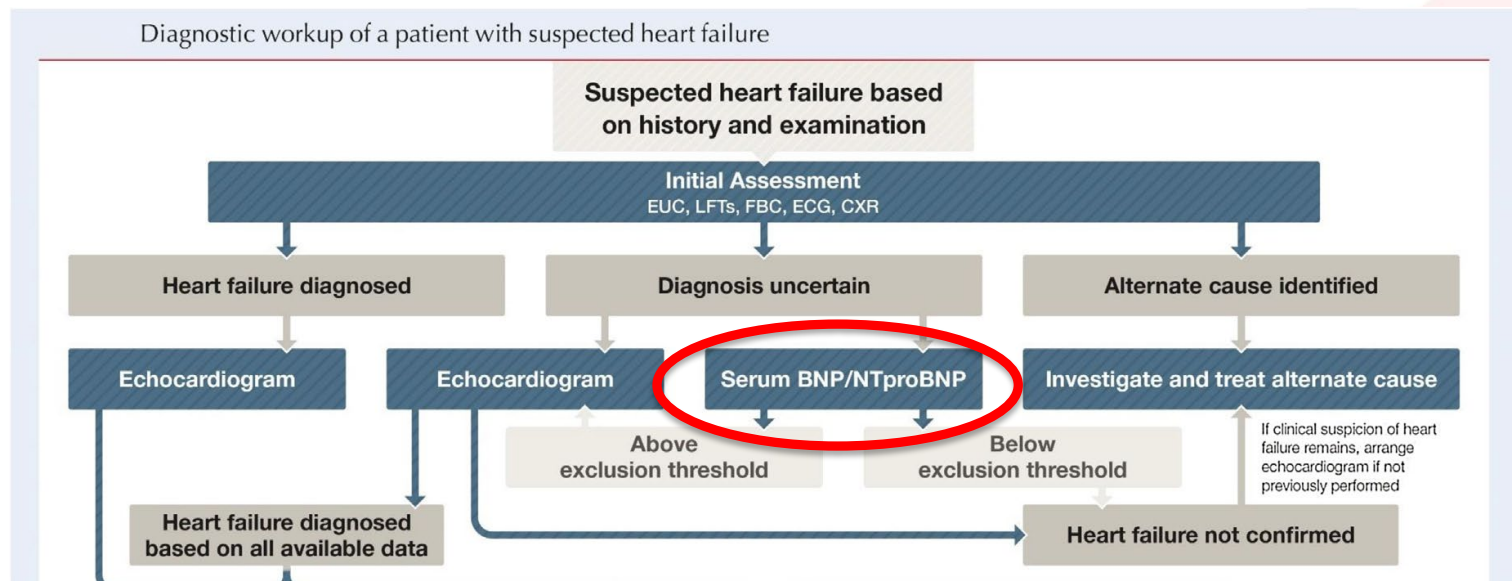 Diagnostic workup of a patient with suspected heart failure
Suspected heart failure based
on history and examination
Initial Assessment
EUC, LFTs, FBC, ECG, CXR
Heart failure diagnosed
Diagnosis uncertain
Alternate cause identified
Echocardiogram
Echocardiogram
Serum BNP/NTproBNP
Investigate and treat alternate cause
Above
exclusion threshold
Below
exclusion threshold
If clinical suspicion of heart
failure remains, arrange
echocardiogram if not
previously performed
Heart failure diagnosed
based on all available data
Heart failure not confirmed